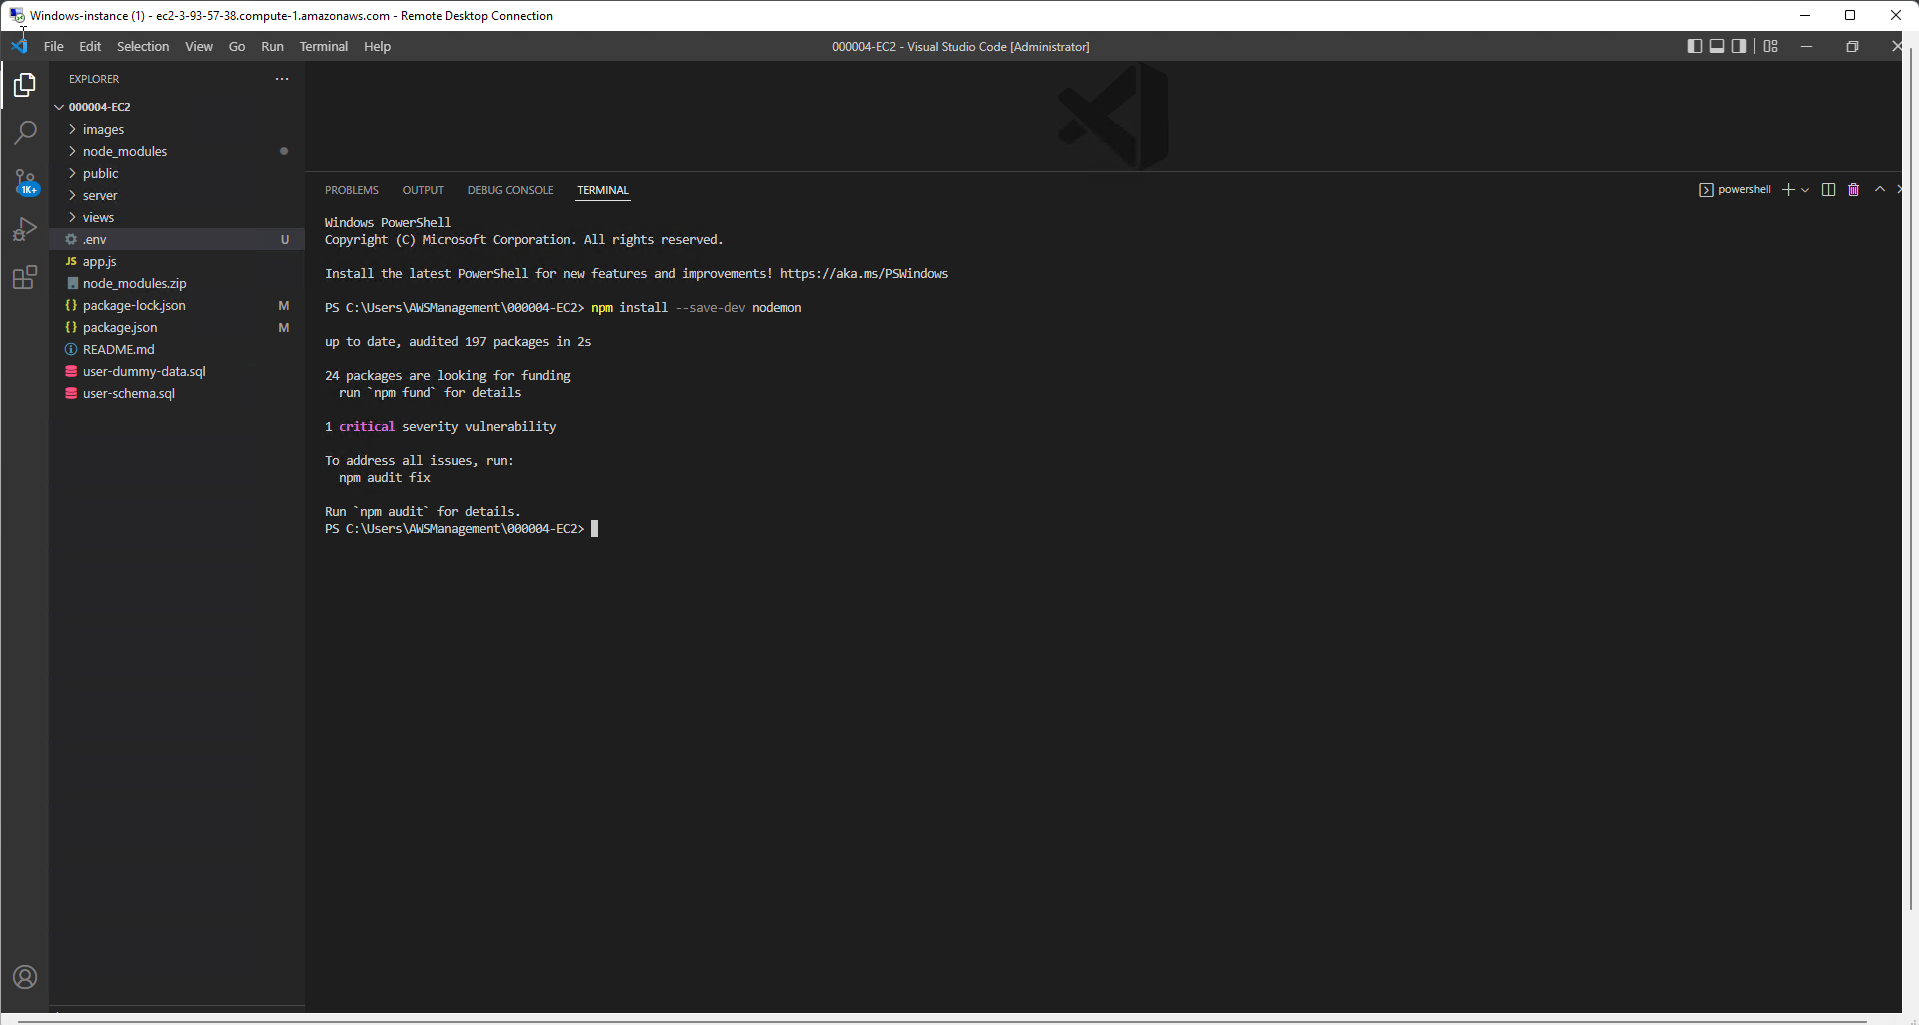 Windows-instance (1) - ec2-3-93-57-38.compute-1.amazonaws.com - Remote Desktop Connection
File Edit Selection View Go Run Terminal Help
000004-EC2 - Visual Studio Code [Administrator]
EXPLORER
000004-EC2
images
node_modules
public
server
views
.env U
JS app.js
node_modules.zip
{} package-lock.json M
{} package.json M
README.md
user-dummy-data.sql
user-schema.sql
1K+
PROBLEMS OUTPUT DEBUG CONSOLE TERMINAL
powershell
Windows PowerShell
Copyright (C) Microsoft Corporation. All rights reserved.
Install the latest PowerShell for new features and improvements! https://aka.ms/PSWindows
PS C:\Users\AWSManagement\000004-EC2> npm install --save-dev nodemon
up to date, audited 197 packages in 2s
24 packages are looking for funding
run `npm fund` for details
1 critical severity vulnerability
To address all issues, run:
npm audit fix
Run `npm audit` for details.
PS C:\Users\AWSManagement\000004-EC2>